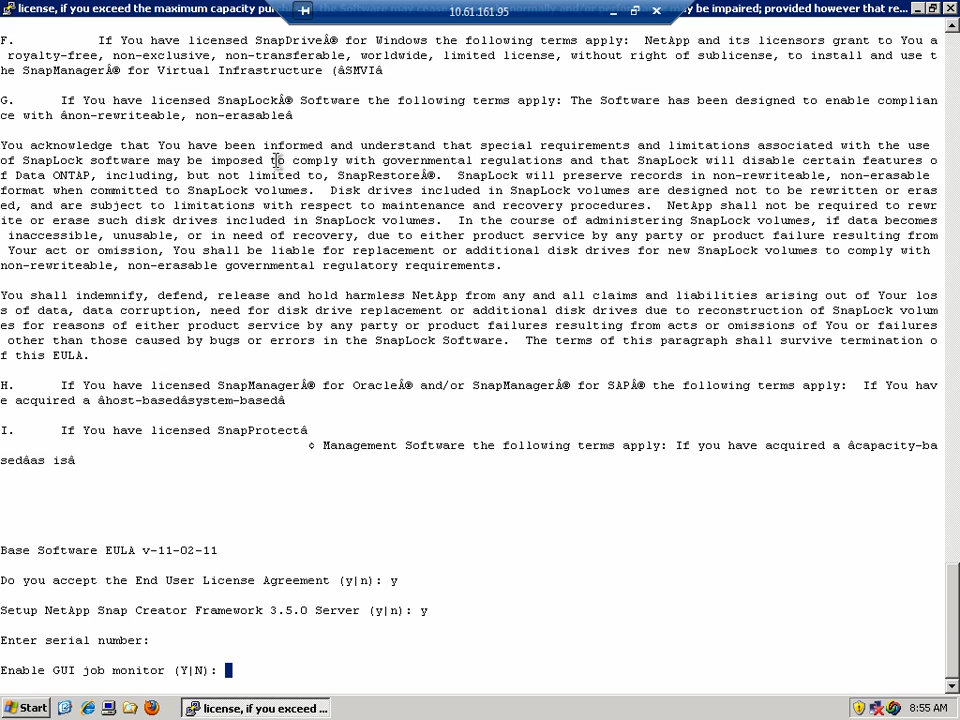 license, if you exceed the maximum capacity purc
10.61.161.95
be impaired; provided however that re...
F.             If You have licensed SnapDriveÂ® for Windows the following terms apply:  NetApp and its licensors grant to You a
royalty-free, non-exclusive, non-transferable, worldwide, limited license, without right of sublicense, to install and use t
he SnapManagerÂ® for Virtual Infrastructure (âSMVIâ
G.      If You have licensed SnapLockÂ® Software the following terms apply: The Software has been designed to enable complian
ce with ânon-rewriteable, non-erasableâ
You acknowledge that You have been informed and understand that special requirements and limitations associated with the use
of SnapLock software may be imposed to comply with governmental regulations and that SnapLock will disable certain features o
f Data ONTAP, including, but not limited to, SnapRestoreÂ®.  SnapLock will preserve records in non-rewriteable, non-erasable
format when committed to SnapLock volumes.  Disk drives included in SnapLock volumes are designed not to be rewritten or eras
ed, and are subject to limitations with respect to maintenance and recovery procedures.  NetApp shall not be required to rewr
ite or erase such disk drives included in SnapLock volumes.  In the course of administering SnapLock volumes, if data becomes
inaccessible, unusable, or in need of recovery, due to either product service by any party or product failure resulting from
Your act or omission, You shall be liable for replacement or additional disk drives for new SnapLock volumes to comply with
non-rewriteable, non-erasable governmental regulatory requirements.
You shall indemnify, defend, release and hold harmless NetApp from any and all claims and liabilities arising out of Your los
s of data, data corruption, need for disk drive replacement or additional disk drives due to reconstruction of SnapLock volum
es for reasons of either product service by any party or product failures resulting from acts or omissions of You or failures
other than those caused by bugs or errors in the SnapLock Software.  The terms of this paragraph shall survive termination o
f this EULA.
H.      If You have licensed SnapManagerÂ® for OracleÂ® and/or SnapManagerÂ® for SAPÂ® the following terms apply:  If You hav
e acquired a âhost-basedâsystem-basedâ
I.      If You have licensed SnapProtectâ
¢ Management Software the following terms apply: If you have acquired a âcapacity-ba
sedâas isâ
Base Software EULA v-11-02-11
Do you accept the End User License Agreement (y|n): y
Setup NetApp Snap Creator Framework 3.5.0 Server (y|n): y
Enter serial number:
Enable GUI job monitor (Y|N):
Start
license, if you exceed ...
8:55 AM